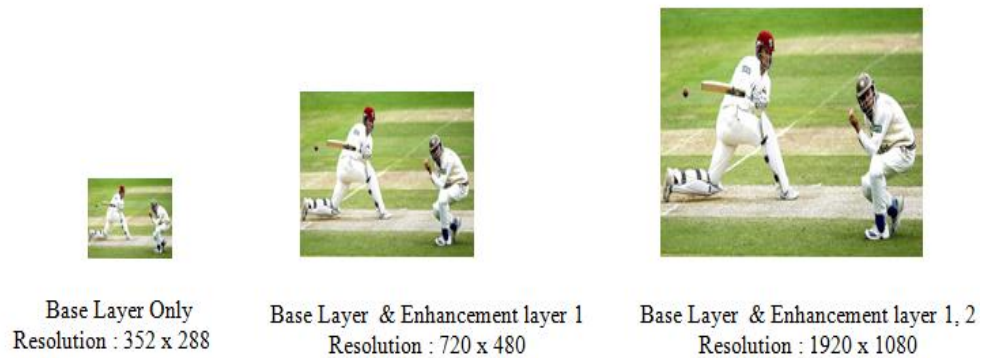 Base Layer Only
Resolution : 352 x 288
Base Layer & Enhancement layer 1
Resolution : 720 x 480
Base Layer & Enhancement layer 1, 2
Resolution : 1920 x 1080